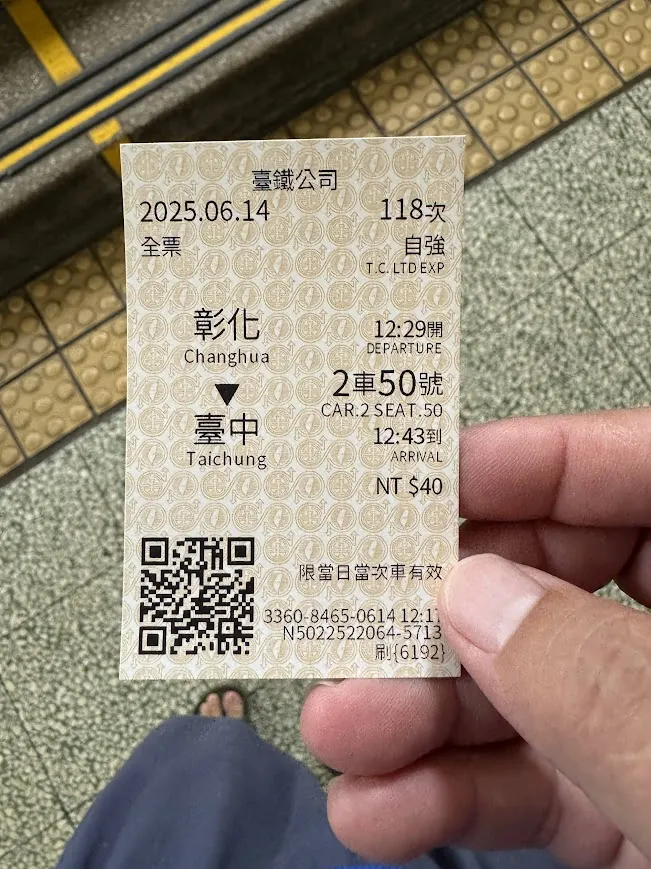 臺鐵公司
2025.06.14 118次
全票 自強
T.C. LTD EXP
彰化 12:29開
Changhua DEPARTURE
▼ 2車50號
CAR.2 SEAT.50
臺中 12:43到
Taichung ARRIVAL
NT $40
限當日當次車有效
3360-8465-0614 12:17
N5022522064-5713
刷{6192}